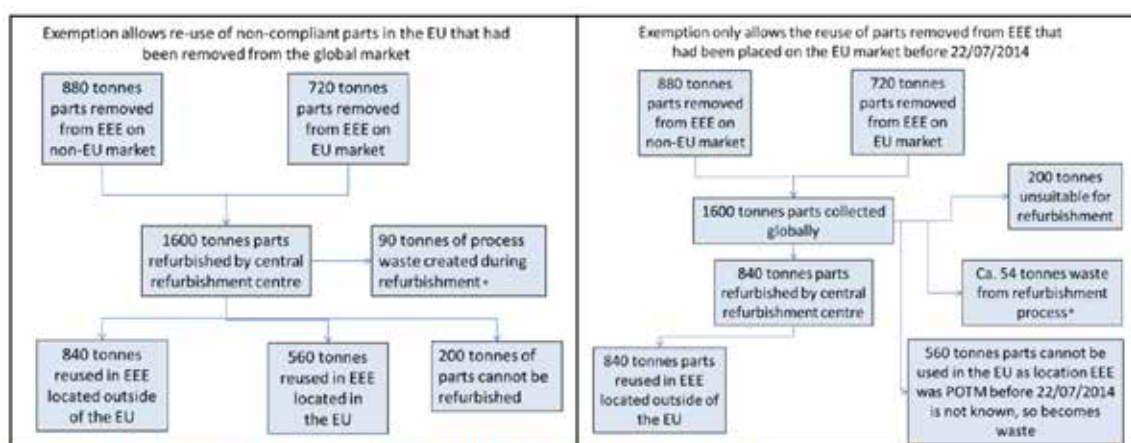 Exemption allows re-use of non-compliant parts in the EU that had
been removed from the global market
880 tonnes
parts removed
from EEE on
non-EU market
720 tonnes
parts removed
from EEE on
EU market
1600 tonnes parts
refurbished by central
refurbishment centre
90 tonnes of process
waste created during
refurbishment *
840 tonnes
reused in EEE
located outside
of the EU
560 tonnes
reused in EEE
located in
the EU
200 tonnes of
parts cannot be
refurbished
Exemption only allows the reuse of parts removed from EEE that
had been placed on the EU market before 22/07/2014
880 tonnes
parts removed
from EEE on
non-EU market
720 tonnes
parts removed
from EEE on
EU market
1600 tonnes parts collected
globally
200 tonnes
unsuitable for
refurbishment
840 tonnes parts
refurbished by central
refurbishment centre
Ca. 54 tonnes waste
from refurbishment
process*
840 tonnes parts
reused in EEE
located outside of
the EU
560 tonnes parts cannot be
used in the EU as location EEE
was POTM before 22/07/2014
is not known, so becomes
waste